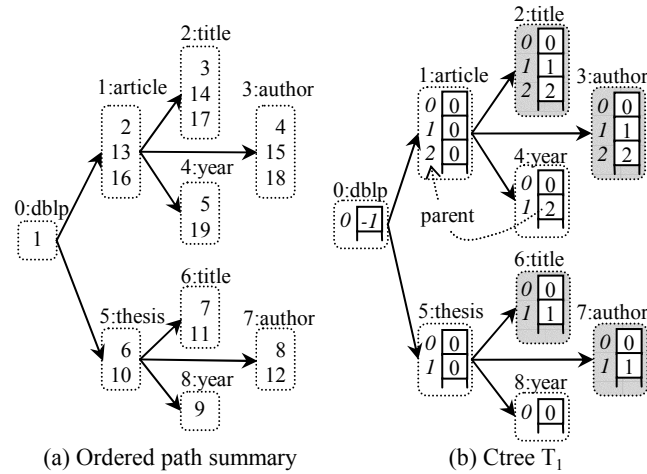 2:title
3
14
17
1:article
2
13
16
3:author
4
15
18
4:year
5
19
0:dblp
1
6:title
7
11
5:thesis
6
10
7:author
8
12
8:year
9
(a) Ordered path summary
2:title
0 0
1 1
2 2
1:article
0 0
1 0
2 0
3:author
0 0
1 1
2 2
4:year
0 0
1 2
0:dblp
0 -1
parent
6:title
0 0
1 1
5:thesis
0 0
1 0
7:author
0 0
1 1
8:year
0 0
(b) Ctree T1